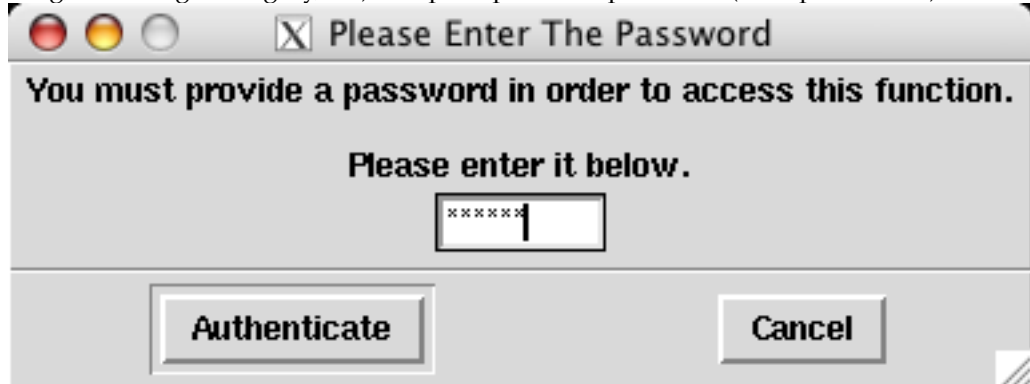 Please Enter The Password
You must provide a password in order to access this function.
Please enter it below.
******
Authenticate
Cancel